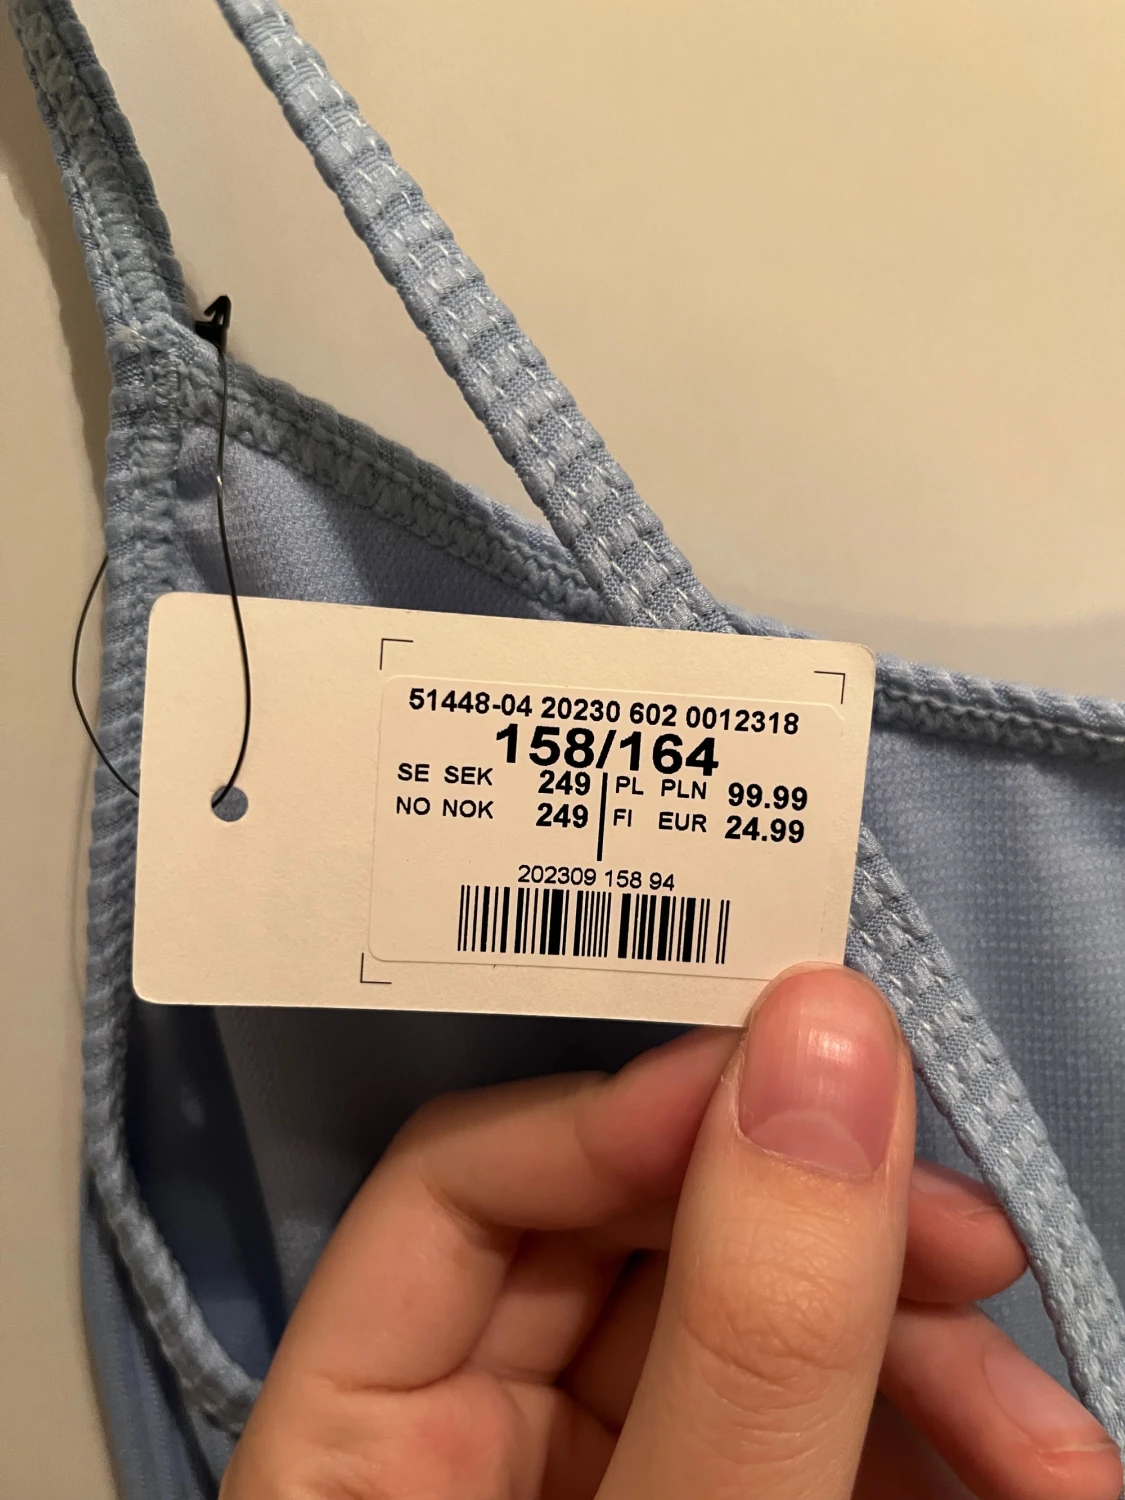 51448-04 20230 602 0012318
158/164
SE SEK 249 PL PLN 99.99
NO NOK 249 FI EUR 24.99
202309 158 94